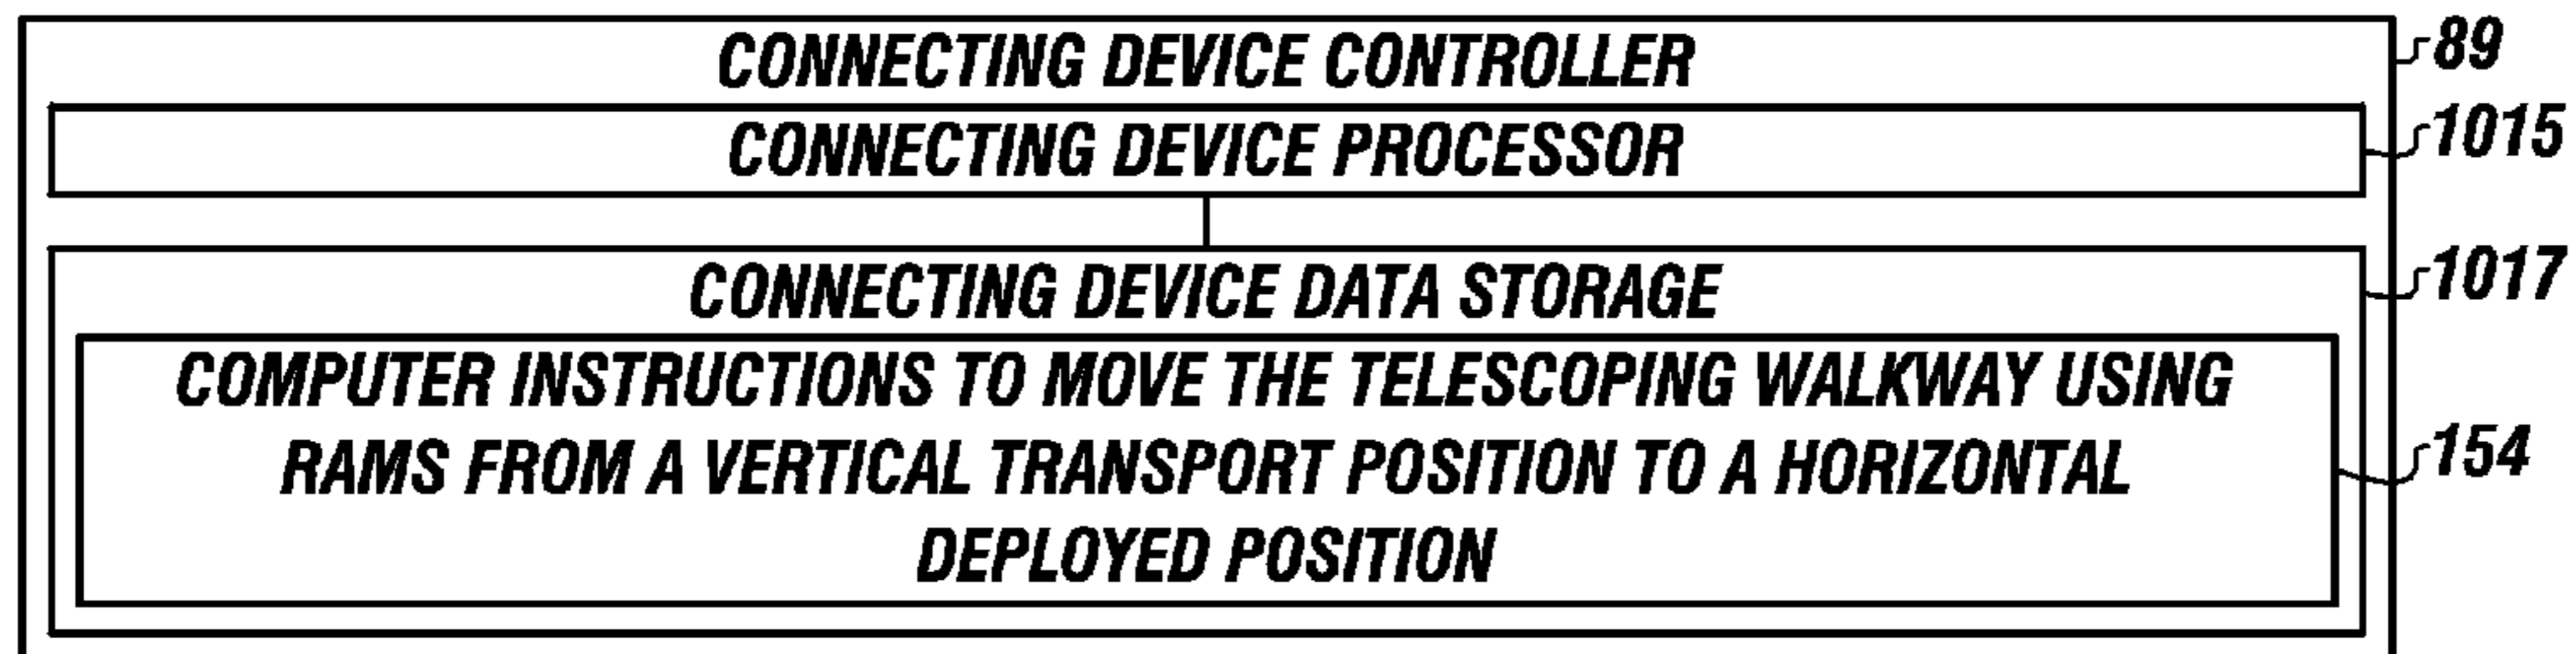 CONNECTING DEVICE CONTROLLER 89
CONNECTING DEVICE PROCESSOR 1015
CONNECTING DEVICE DATA STORAGE 1017
COMPUTER INSTRUCTIONS TO MOVE THE TELESCOPING WALKWAY USING
RAMS FROM A VERTICAL TRANSPORT POSITION TO A HORIZONTAL 154
DEPLOYED POSITION